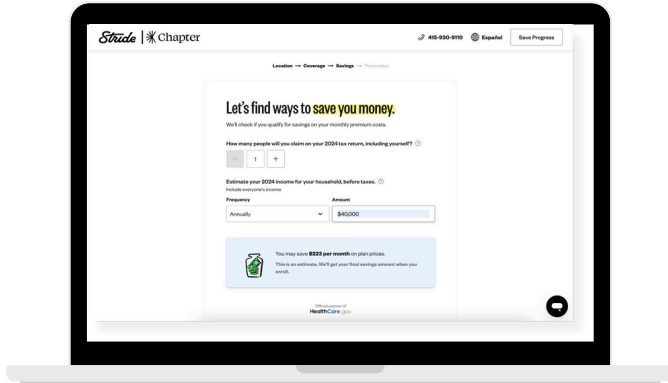 Stride | Chapter
415-930-9110
Español
Save Progress
Location → Coverage → Savings → Personalize
Let's find ways to save you money.
We'll check if you qualify for savings on your monthly premium costs.
How many people will you claim on your 2024 tax return, including yourself? ?
− 1 +
Estimate your 2024 income for your household, before taxes. ?
Include everyone's income
Frequency
Amount
Annually
$40,000
You may save $223 per month on plan prices.
This is an estimate. We'll get your final savings amount when you
enroll.
Official partner of
HealthCare.gov